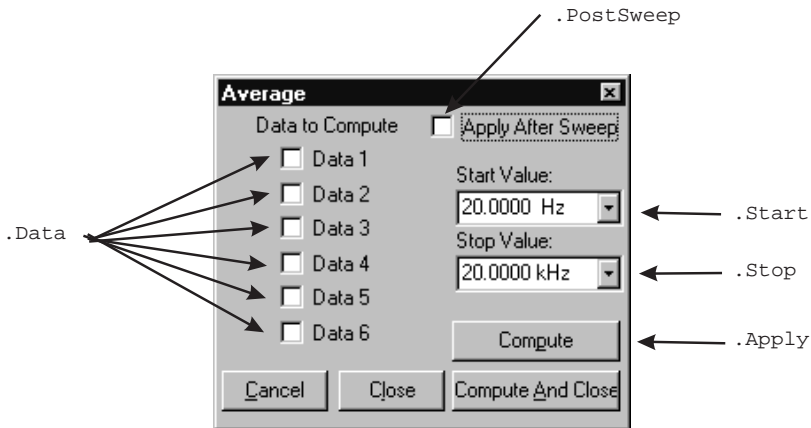 .PostSweep
Average
Data to Compute
Apply After Sweep
Data 1
Data 2
Data 3
Data 4
Data 5
Data 6
.Data
Start Value:
20.0000 Hz
.Start
Stop Value:
20.0000 kHz
.Stop
Compute
.Apply
Cancel
Close
Compute And Close